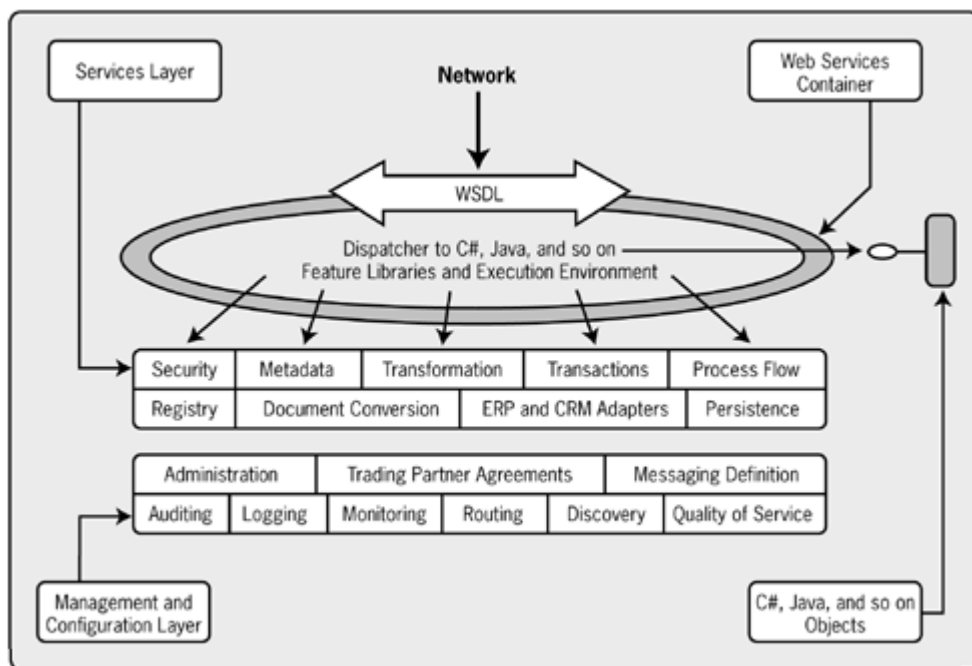 Services Layer
Network
Web Services
Container
WSDL
Dispatcher to C#, Java, and so on
Feature Libraries and Execution Environment
Security
Metadata
Transformation
Transactions
Process Flow
Registry
Document Conversion
ERP and CRM Adapters
Persistence
Administration
Trading Partner Agreements
Messaging Definition
Auditing
Logging
Monitoring
Routing
Discovery
Quality of Service
Management and
Configuration Layer
C#, Java, and so on
Objects